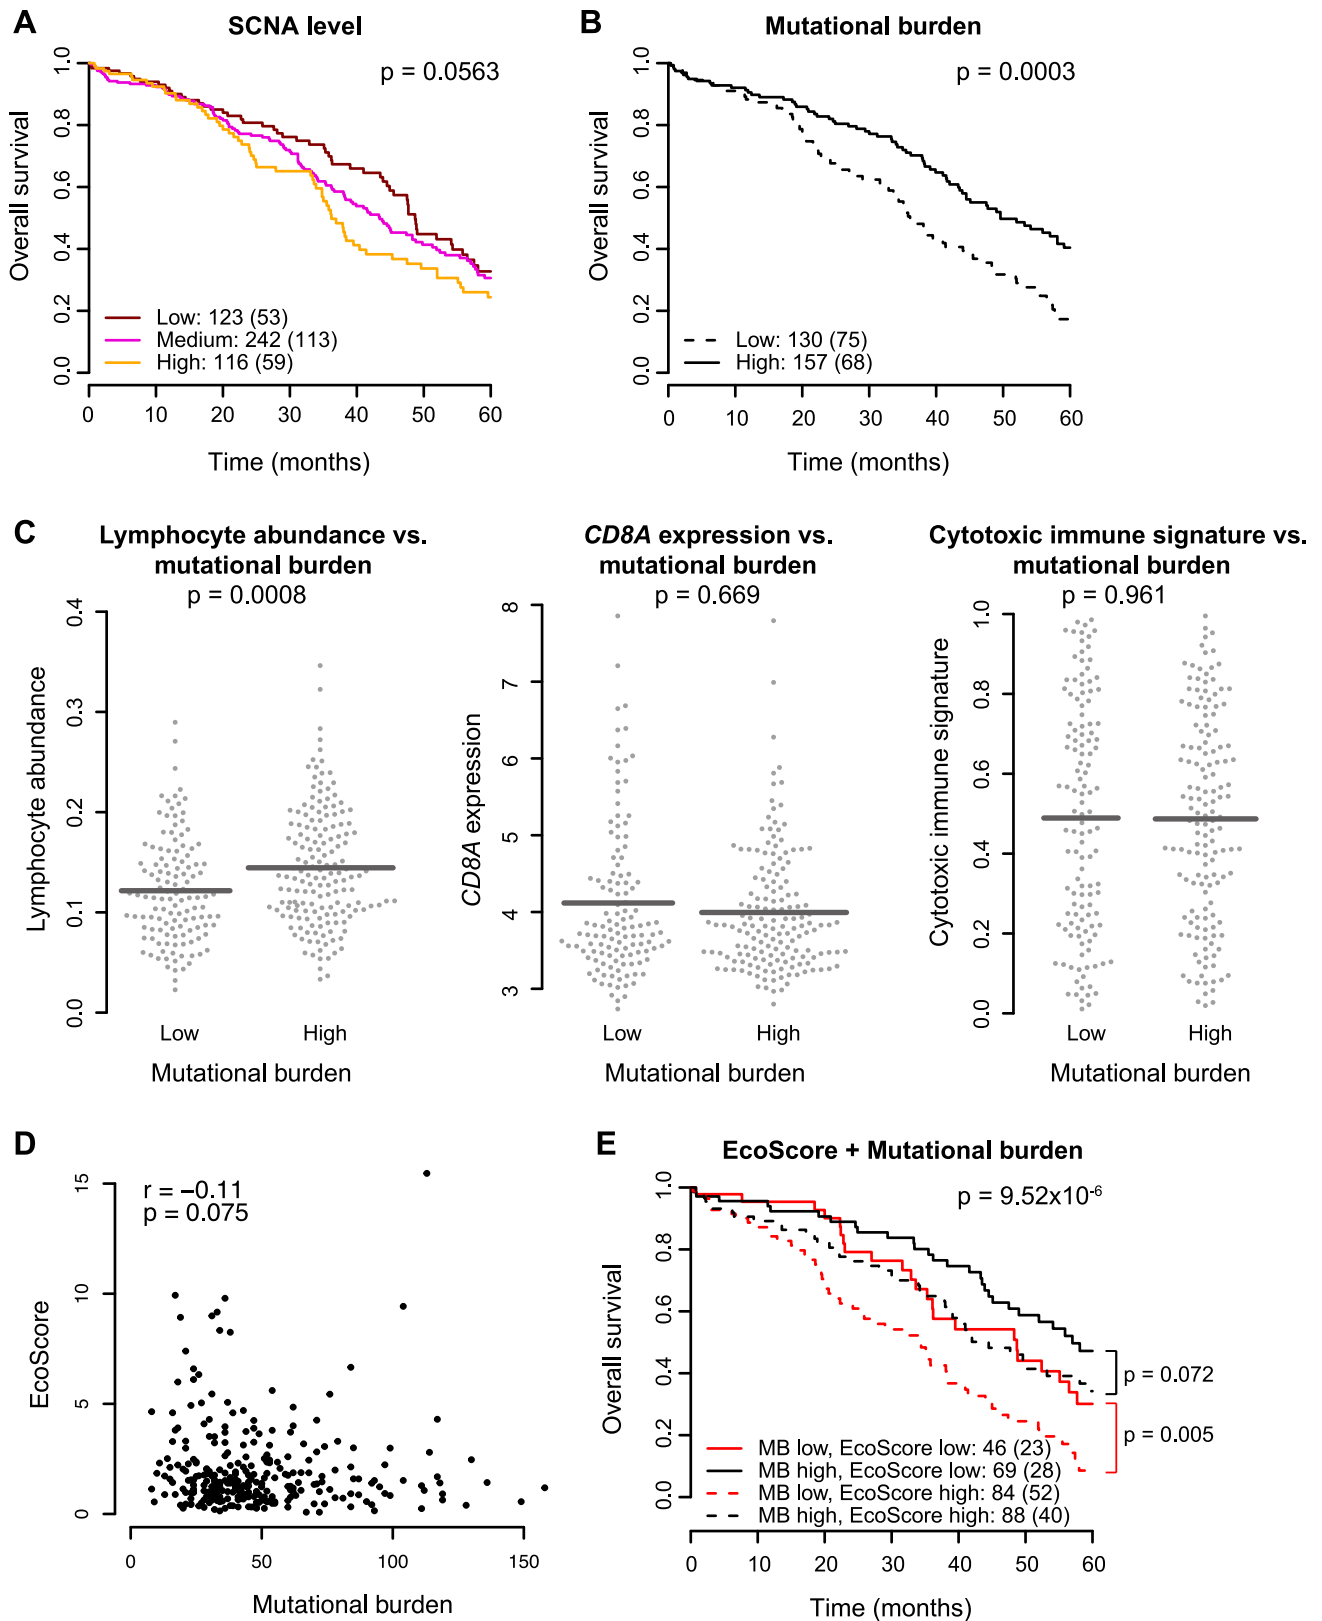 A
SCNA level
p = 0.0563
Overall survival
1.0
0.8
0.6
0.4
0.2
0.0
Low: 123 (53)
Medium: 242 (113)
High: 116 (59)
0 10 20 30 40 50 60
Time (months)
B
Mutational burden
p = 0.0003
Overall survival
1.0
0.8
0.6
0.4
0.2
0.0
Low: 130 (75)
High: 157 (68)
0 10 20 30 40 50 60
Time (months)
C
Lymphocyte abundance vs.
mutational burden
p = 0.0008
Lymphocyte abundance
0.4
0.3
0.2
0.1
0.0
Low High
Mutational burden
CD8A expression vs.
mutational burden
p = 0.669
CD8A expression
8
7
6
5
4
3
Low High
Mutational burden
Cytotoxic immune signature vs.
mutational burden
p = 0.961
Cytotoxic immune signature
1.0
0.8
0.6
0.4
0.2
0.0
Low High
Mutational burden
D
r = −0.11
p = 0.075
EcoScore
15
10
5
0
0 50 100 150
Mutational burden
E
EcoScore + Mutational burden
p = 9.52x10-6
Overall survival
1.0
0.8
0.6
0.4
0.2
0.0
p = 0.072
p = 0.005
MB low, EcoScore low: 46 (23)
MB high, EcoScore low: 69 (28)
MB low, EcoScore high: 84 (52)
MB high, EcoScore high: 88 (40)
0 10 20 30 40 50 60
Time (months)